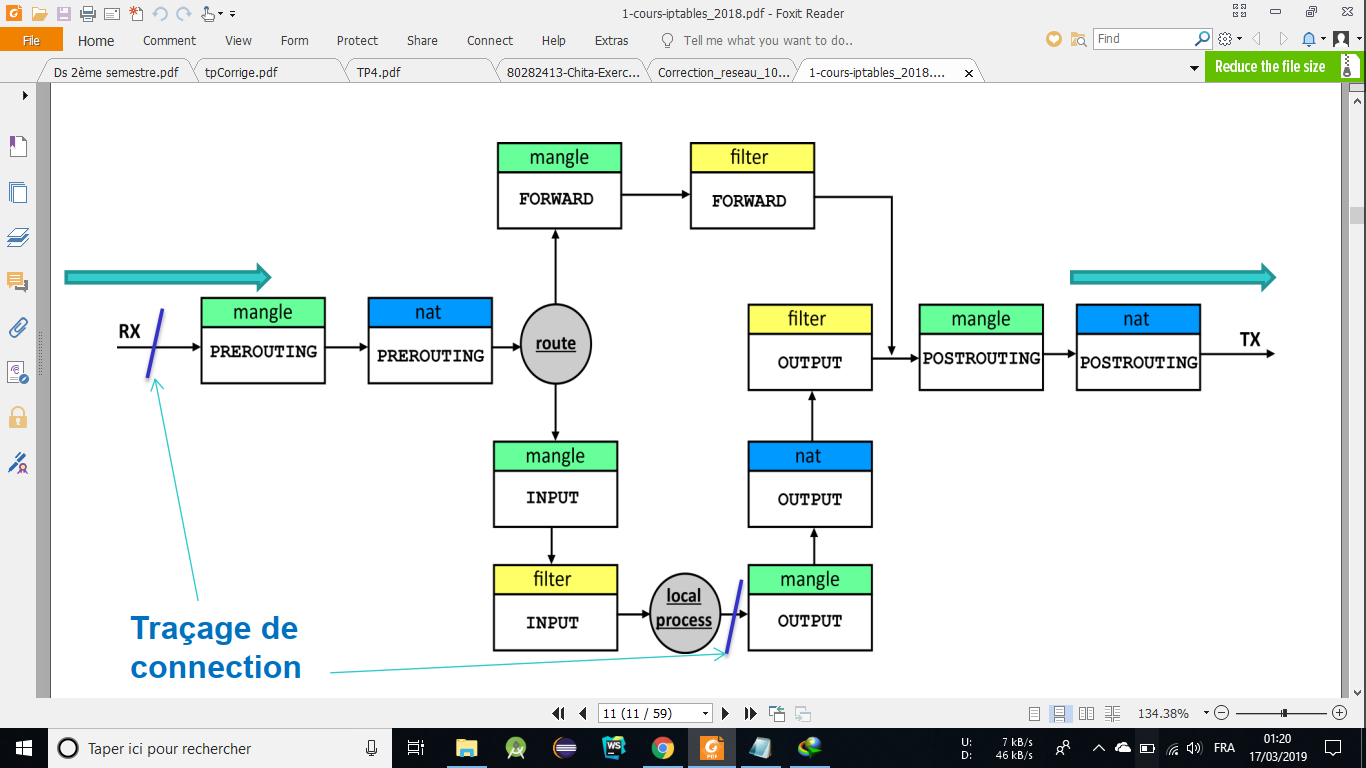 1-cours-iptables_2018.pdf - Foxit Reader
File Home Comment View Form Protect Share Connect Help Extras Tell me what you want to do.. Find
Ds 2ème semestre.pdf tpCorrige.pdf TP4.pdf 80282413-Chita-Exerc... Correction_reseau_10... 1-cours-iptables_2018.... Reduce the file size
mangle
FORWARD
filter
FORWARD
RX
mangle
PREROUTING
nat
PREROUTING
route
filter
OUTPUT
mangle
POSTROUTING
nat
POSTROUTING
TX
mangle
INPUT
nat
OUTPUT
filter
INPUT
local
process
mangle
OUTPUT
Traçage de
connection
11 (11 / 59) 134.38%
Taper ici pour rechercher
WS
PDF
U: 7 kB/s
D: 46 kB/s
FRA
01:20
17/03/2019